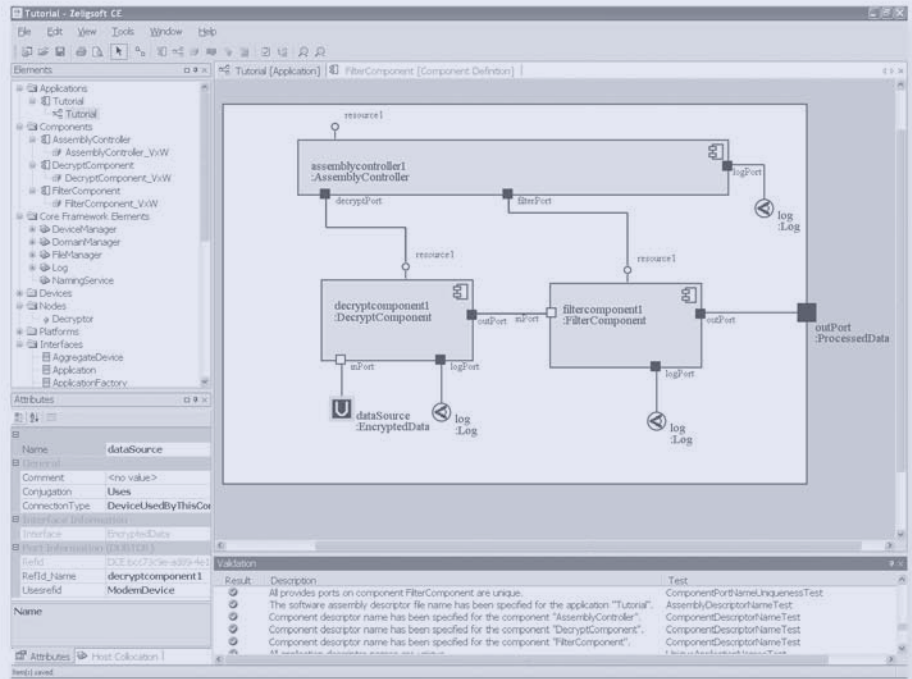 Tutorial - Zeligsoft CE
File Edit View Tools Window Help
Elements
Applications
Tutorial
Tutorial
Components
AssemblyController
AssemblyController_VxW
DecryptComponent
DecryptComponent_VxW
FilterComponent
FilterComponent_VxW
Core Framework Elements
DeviceManager
DomainManager
FileManager
Log
NamingService
Devices
Nodes
Decryptor
Platforms
Interfaces
AggregateDevice
Application
ApplicationFactory
Tutorial [Application]
FilterComponent [Component Definition]
resource1
assemblycontroller1
:AssemblyController
logPort
log
:Log
decryptPort
filterPort
resource1
resource1
decryptcomponent1
:DecryptComponent
outPort
inPort
filtercomponent1
:FilterComponent
outPort
outPort
:ProcessedData
inPort
logPort
logPort
U
dataSource
:EncryptedData
log
:Log
log
:Log
Attributes
Name dataSource
General
Comment <no value>
Conjugation Uses
ConnectionType DeviceUsedByThisCo
Interface Information
Interface EncryptedData
Port Information
RefId
RefId_Name decryptcomponent1
Usesrefid ModemDevice
Name
Attributes Host Collocation
Item(s) saved
Validation
Result Description Test
All provides ports on component FilterComponent are unique. ComponentPortNameUniquenessTest
The software assembly descriptor file name has been specified for the application "Tutorial". AssemblyDescriptorNameTest
Component descriptor name has been specified for the component "AssemblyController". ComponentDescriptorNameTest
Component descriptor name has been specified for the component "DecryptComponent". ComponentDescriptorNameTest
Component descriptor name has been specified for the component "FilterComponent". ComponentDescriptorNameTest